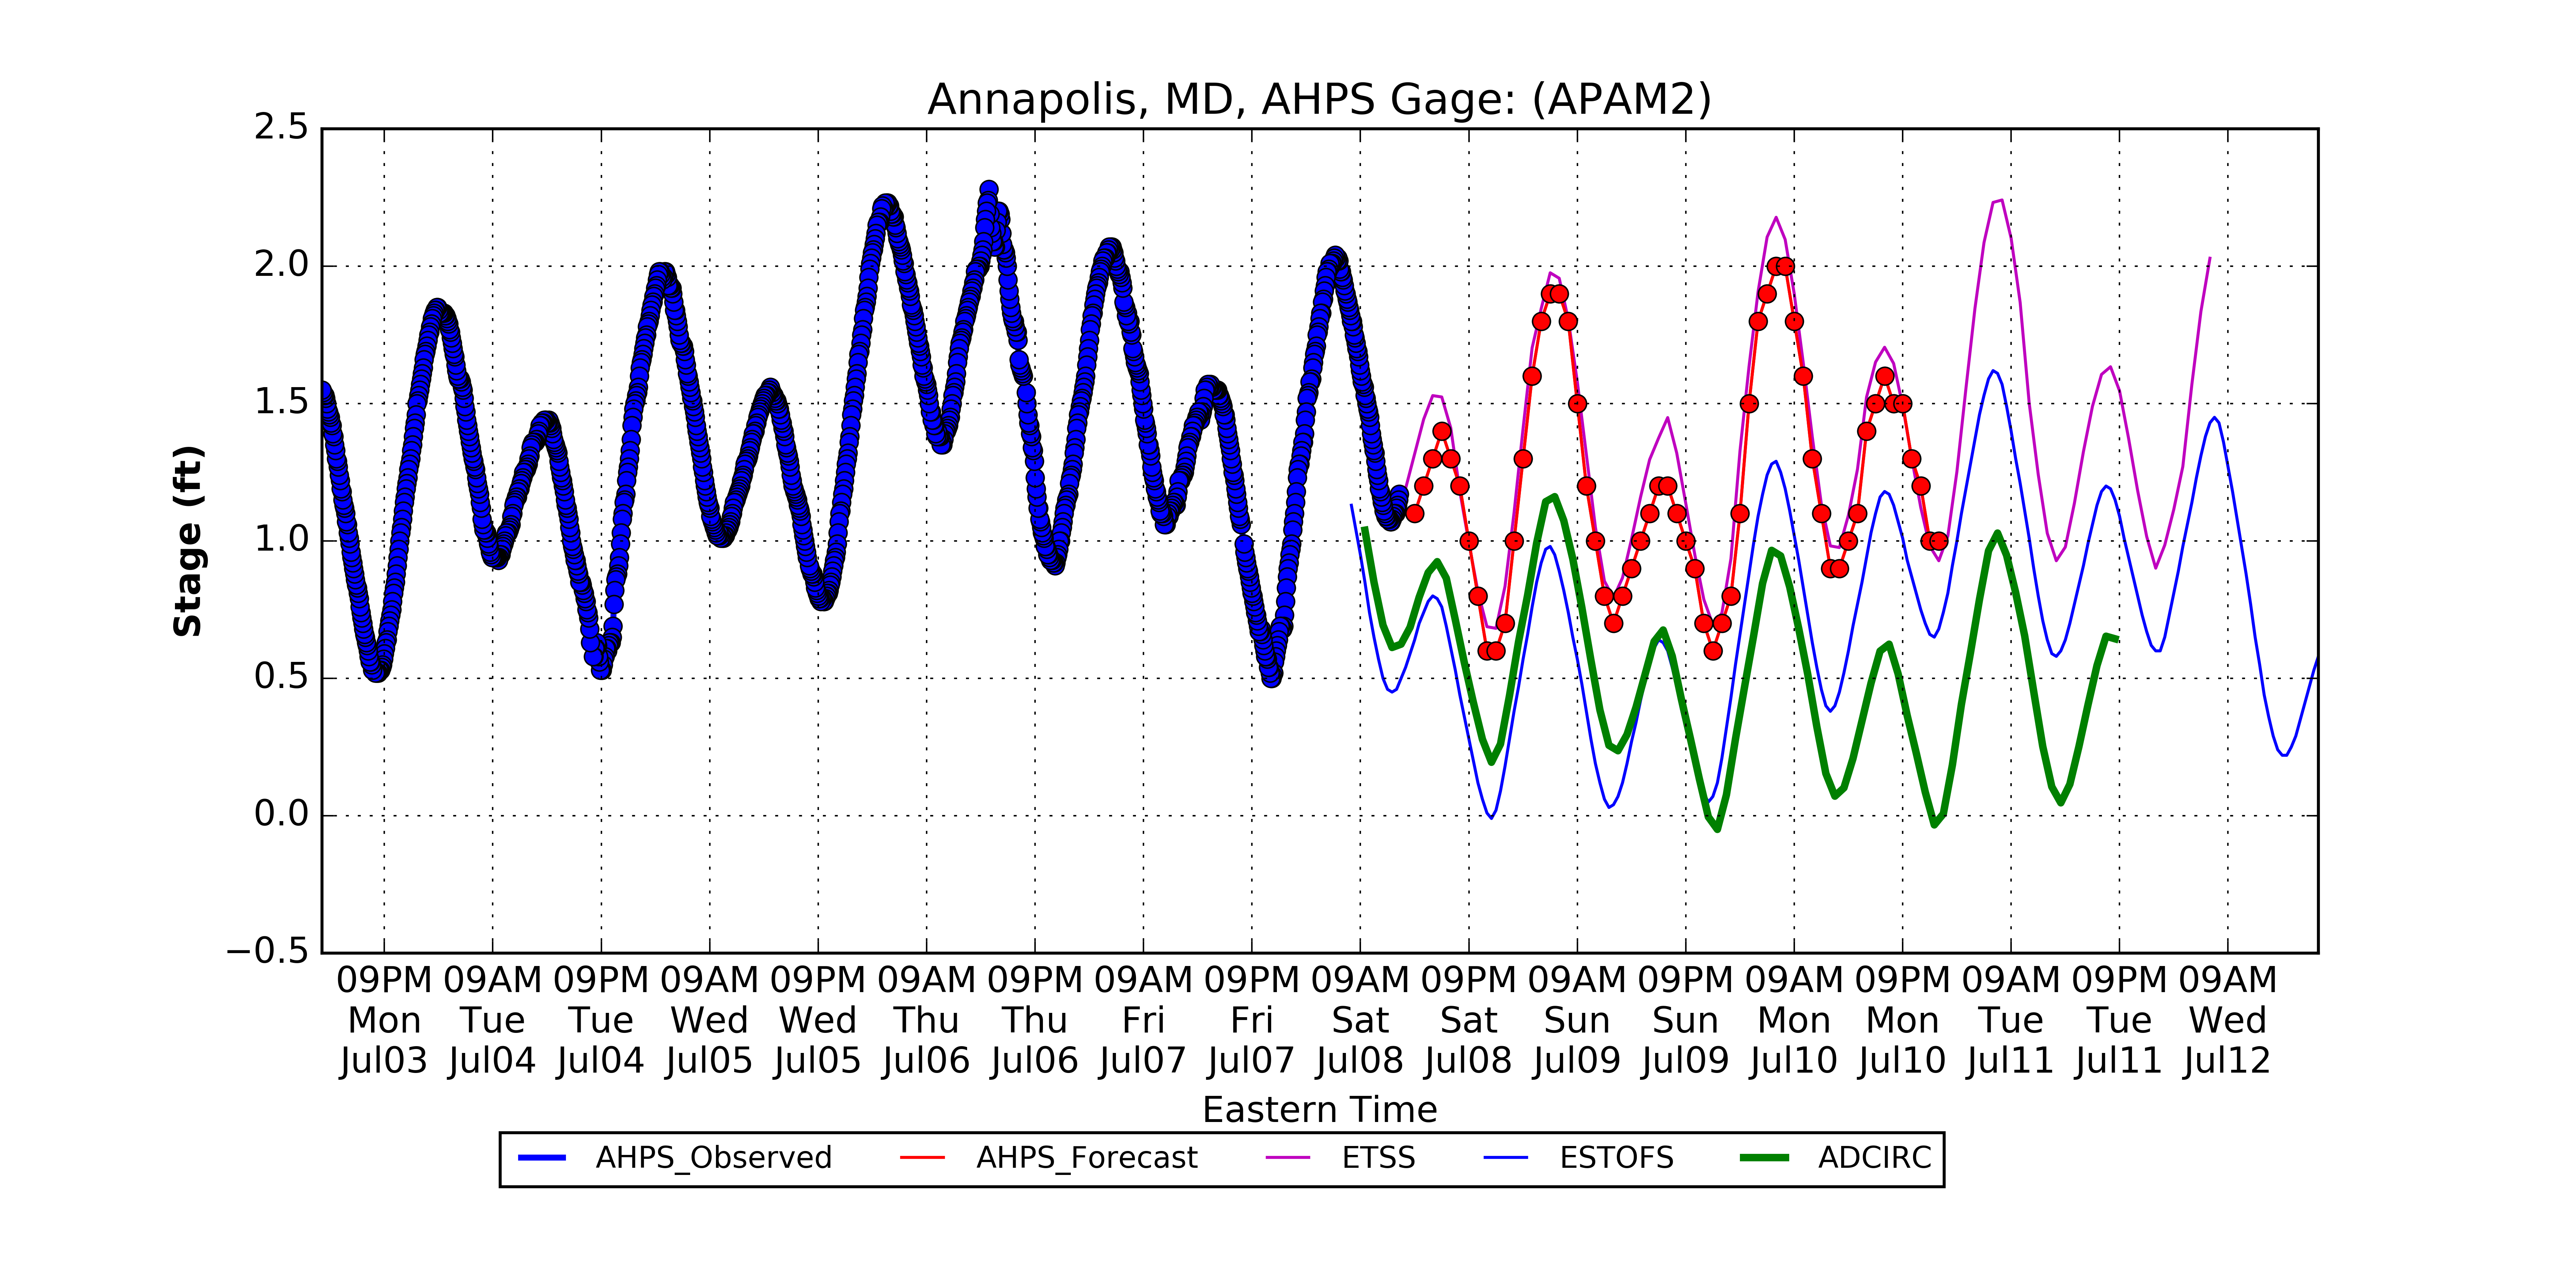 Annapolis, MD, AHPS Gage: (APAM2)
2.5
2.0
1.5
1.0
0.5
0.0
−0.5
Stage (ft)
09PM 09AM 09PM 09AM 09PM 09AM 09PM 09AM 09PM 09AM 09PM 09AM 09PM 09AM 09PM 09AM 09PM 09AM
Mon Tue Tue Wed Wed Thu Thu Fri Fri Sat Sat Sun Sun Mon Mon Tue Tue Wed
Jul03 Jul04 Jul04 Jul05 Jul05 Jul06 Jul06 Jul07 Jul07 Jul08 Jul08 Jul09 Jul09 Jul10 Jul10 Jul11 Jul11 Jul12
Eastern Time
AHPS_Observed AHPS_Forecast ETSS ESTOFS ADCIRC